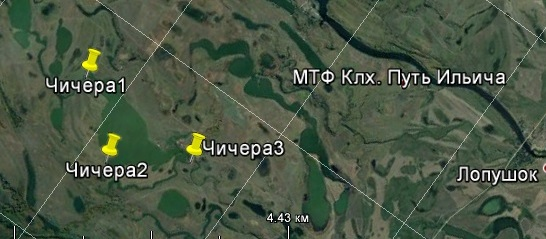 Чичера1
МТФ Клх. Путь Ильича
Чичера2
Чичера3
Лопушок
4.43 км